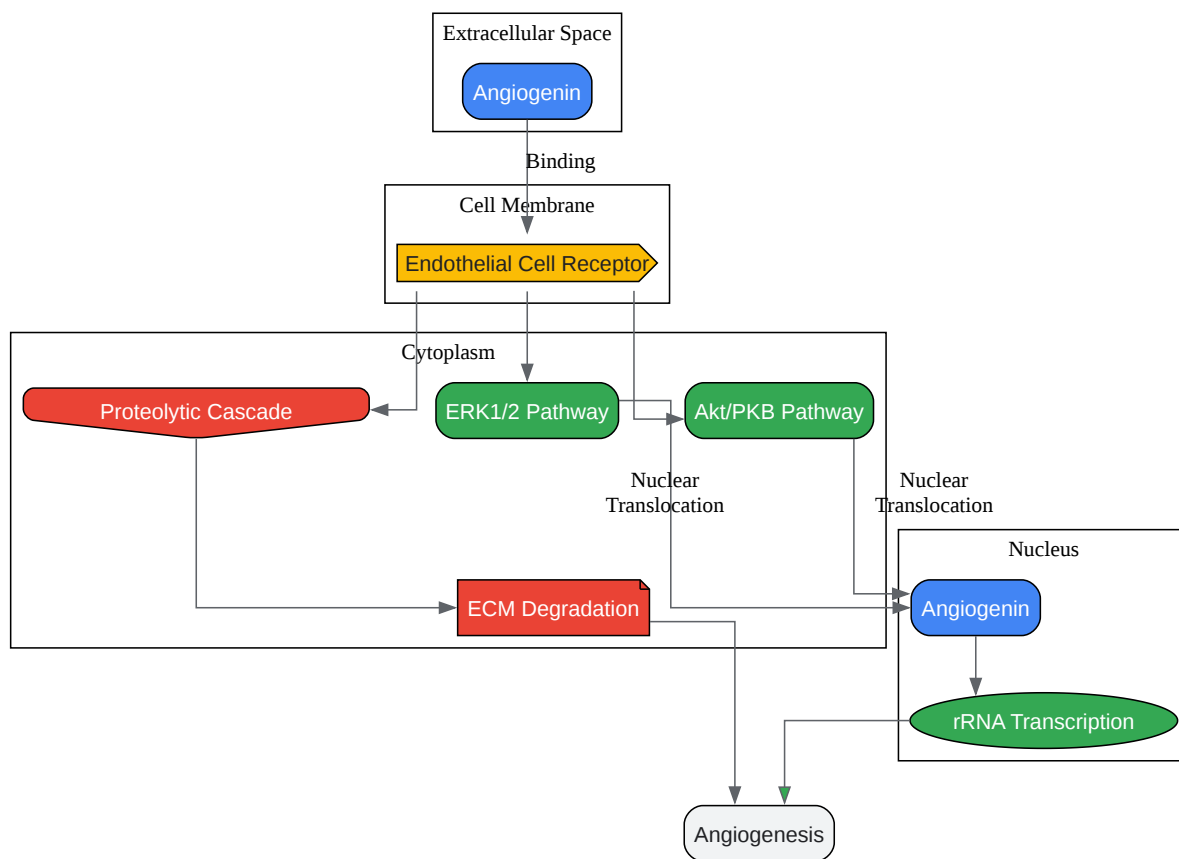 Extracellular Space
Angiogenin
Binding
Cell Membrane
Endothelial Cell Receptor
Cytoplasm
Proteolytic Cascade
ERK1/2 Pathway
Akt/PKB Pathway
Nuclear
Translocation
Nuclear
Translocation
Nucleus
ECM Degradation
Angiogenin
rRNA Transcription
Angiogenesis